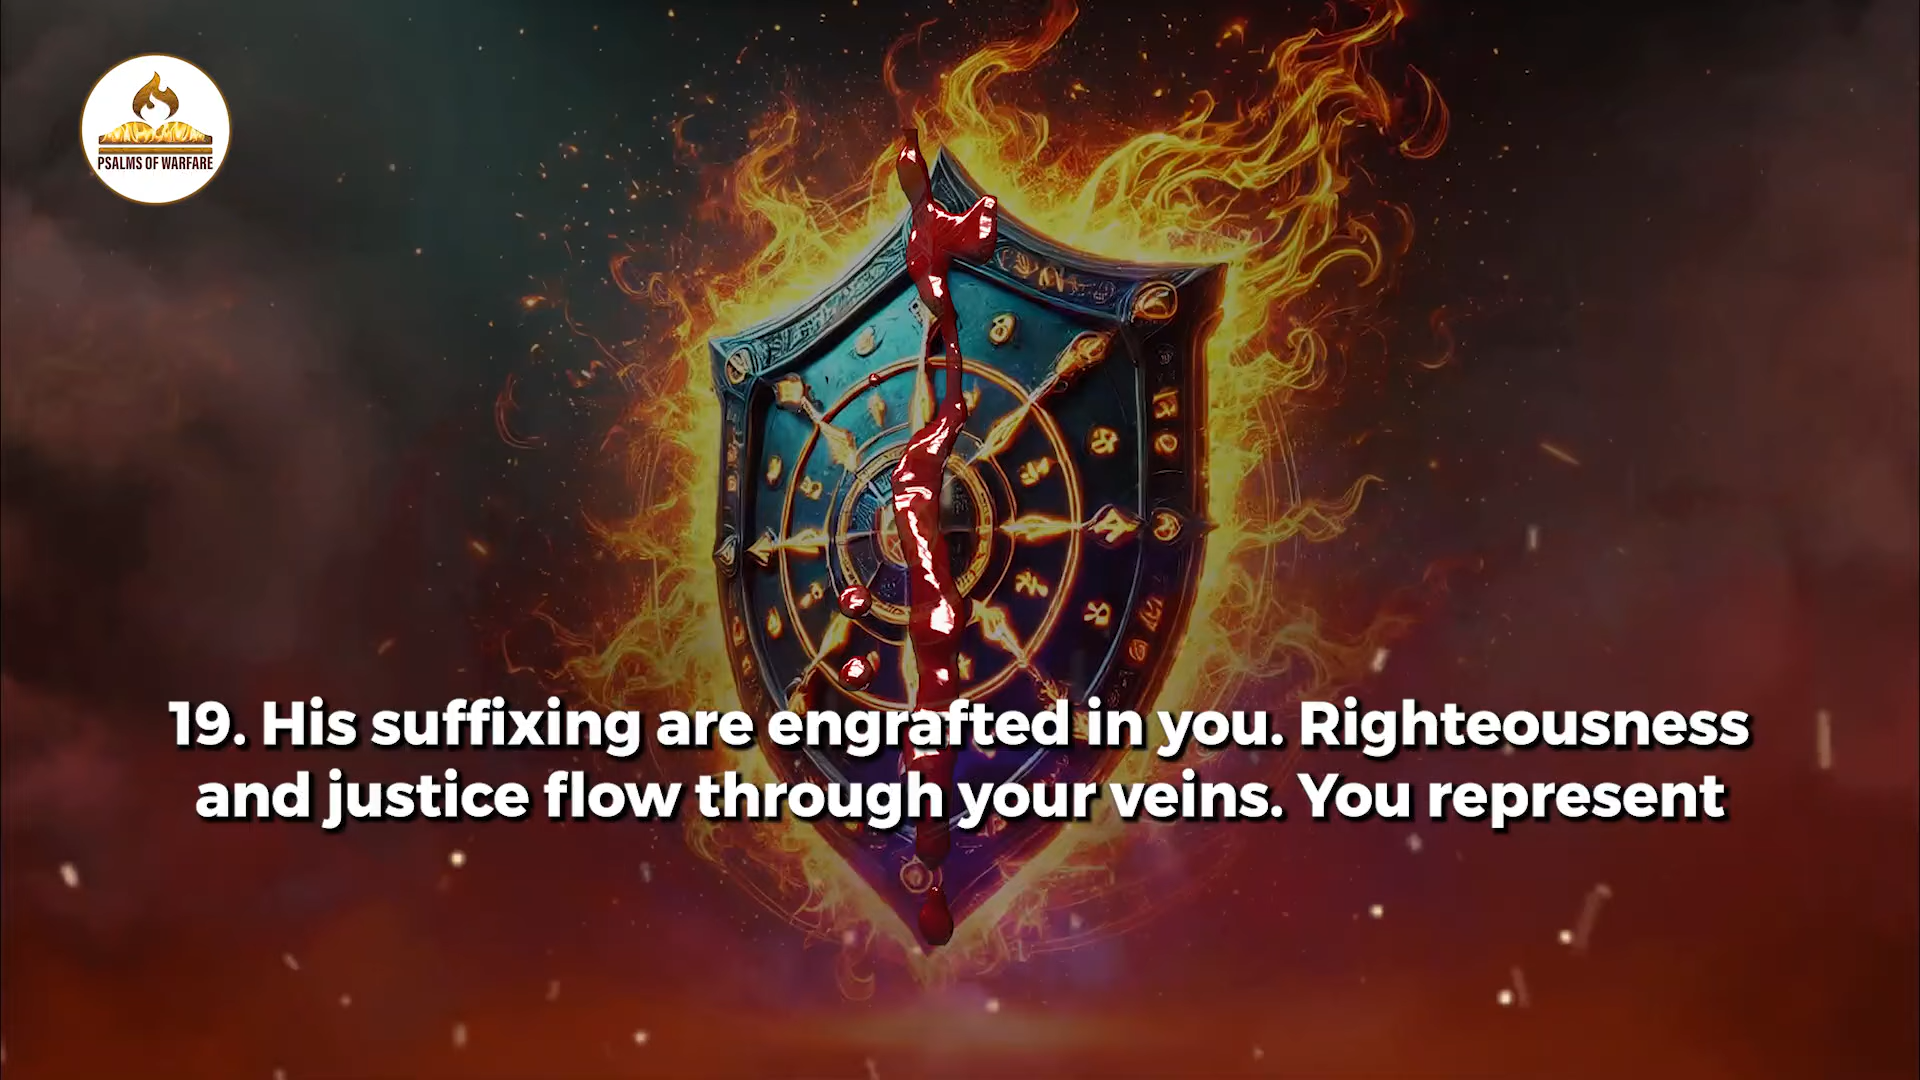 PSALMS OF WARFARE
19. His suffixing are engrafted in you. Righteousness
and justice flow through your veins. You represent